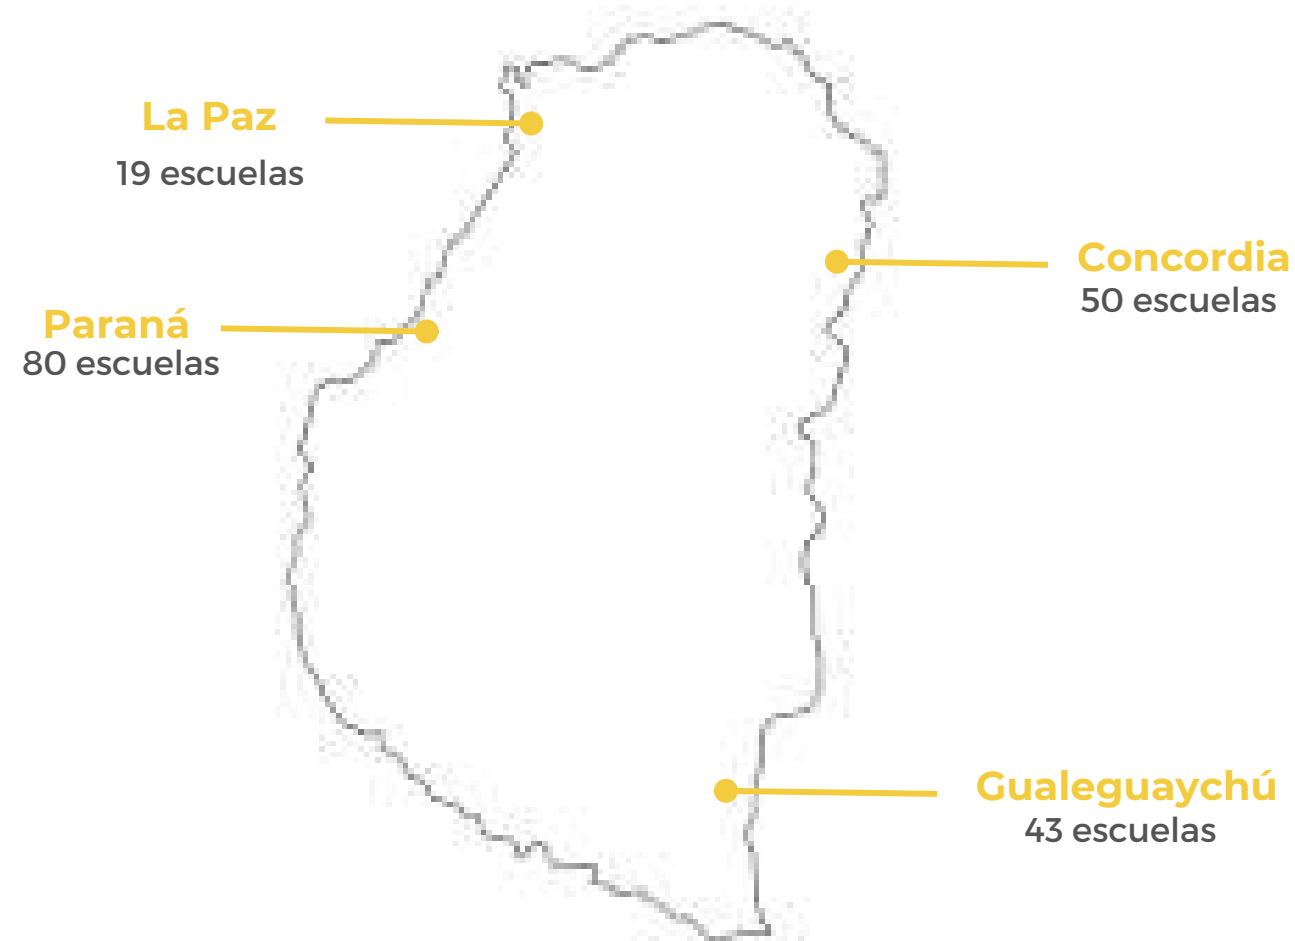 La Paz
19 escuelas
Concordia
50 escuelas
Paraná
80 escuelas
Gualeguaychú
43 escuelas